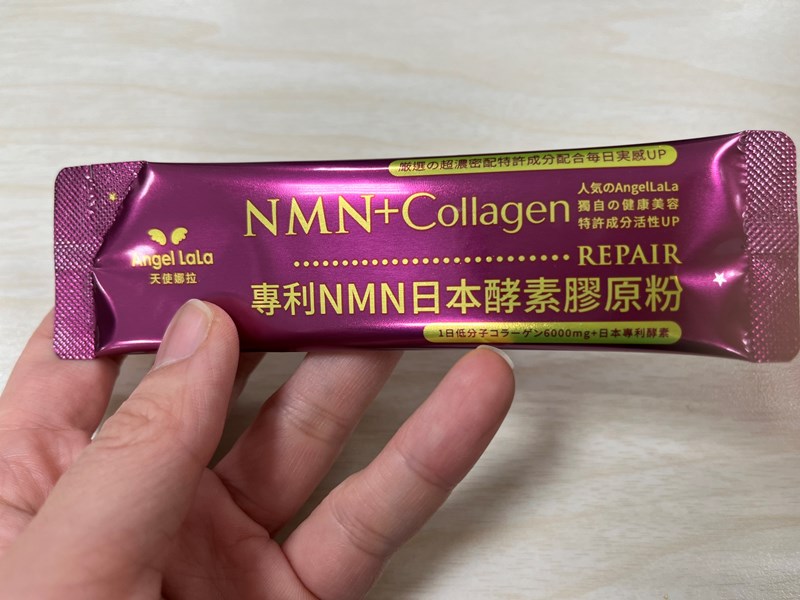 厳選の超濃密配特許成分配合毎日実感UP
NMN+Collagen
人気のAngelLaLa
獨自の健康美容
特許成分活性UP
REPAIR
Angel LaLa
天使娜拉
專利NMN日本酵素膠原粉
1日低分子コラーゲン6000mg+日本專利酵素